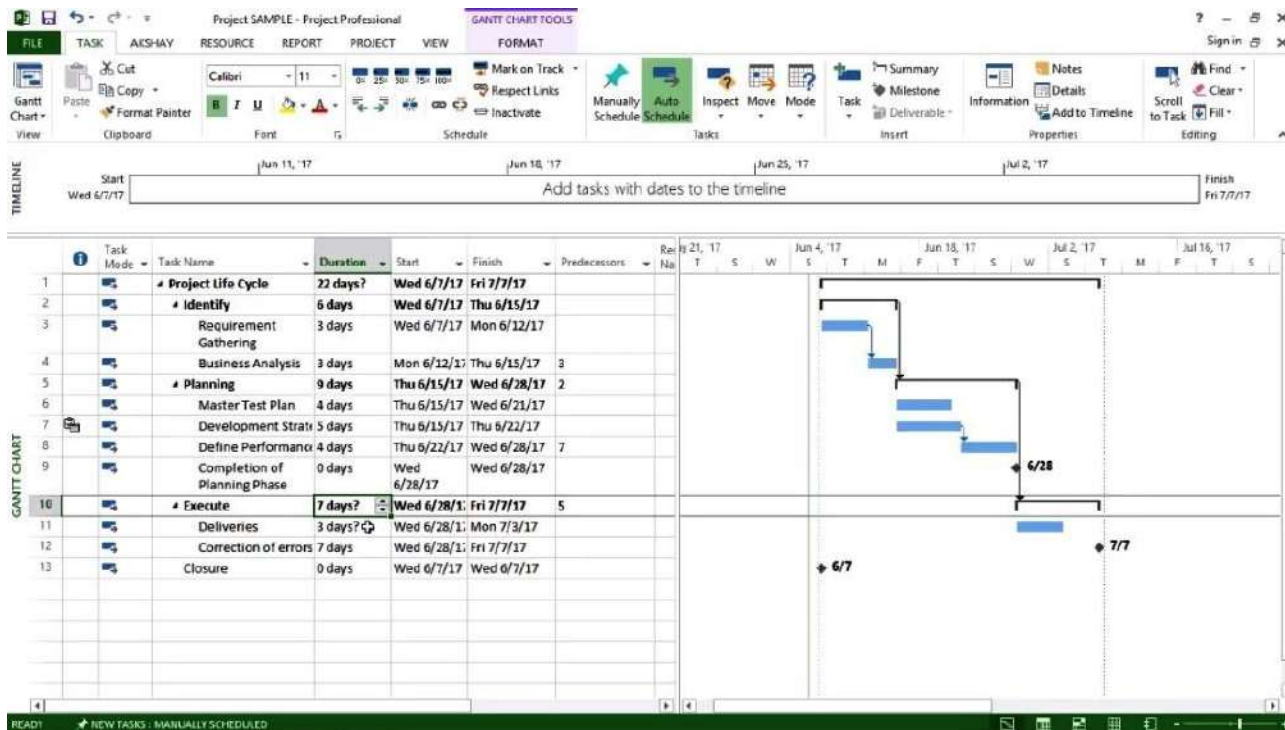 Project SAMPLE - Project Professional
GANTT CHART TOOLS
FILE TASK AKSHAY RESOURCE REPORT PROJECT VIEW FORMAT
Sign in
Gantt Chart
View
Paste
Cut
Copy
Format Painter
Clipboard
Calibri 11
B I U A
Font
0% 25% 50% 75% 100%
Mark on Track
Respect Links
Inactivate
Schedule
Manually Schedule
Auto Schedule
Inspect Move Mode
Tasks
Task
Summary
Milestone
Deliverable
Insert
Information
Notes
Details
Add to Timeline
Properties
Scroll to Task
Find
Clear
Fill
Editing
TIMELINE
Jun 11, '17 Jun 18, '17 Jun 25, '17 Jul 2, '17
Start
Wed 6/7/17
Add tasks with dates to the timeline
Finish
Fri 7/7/17
GANTT CHART
Task Mode Task Name Duration Start Finish Predecessors
21, '17 Jun 4, '17 Jun 18, '17 Jul 2, '17 Jul 16, '17
T S W S T M F T S W S T M F T S
1 Project Life Cycle 22 days? Wed 6/7/17 Fri 7/7/17
2 Identify 6 days Wed 6/7/17 Thu 6/15/17
3 Requirement Gathering 3 days Wed 6/7/17 Mon 6/12/17
4 Business Analysis 3 days Mon 6/12/17 Thu 6/15/17 3
5 Planning 9 days Thu 6/15/17 Wed 6/28/17 2
6 Master Test Plan 4 days Thu 6/15/17 Wed 6/21/17
7 Development Strat 5 days Thu 6/15/17 Thu 6/22/17
8 Define Performance 4 days Thu 6/22/17 Wed 6/28/17 7
9 Completion of Planning Phase 0 days Wed 6/28/17 Wed 6/28/17
6/28
10 Execute 7 days? Wed 6/28/1 Fri 7/7/17 5
11 Deliveries 3 days? Wed 6/28/1 Mon 7/3/17
12 Correction of errors 7 days Wed 6/28/1 Fri 7/7/17
7/7
13 Closure 0 days Wed 6/7/17 Wed 6/7/17
6/7
READY NEW TASKS : MANUALLY SCHEDULED